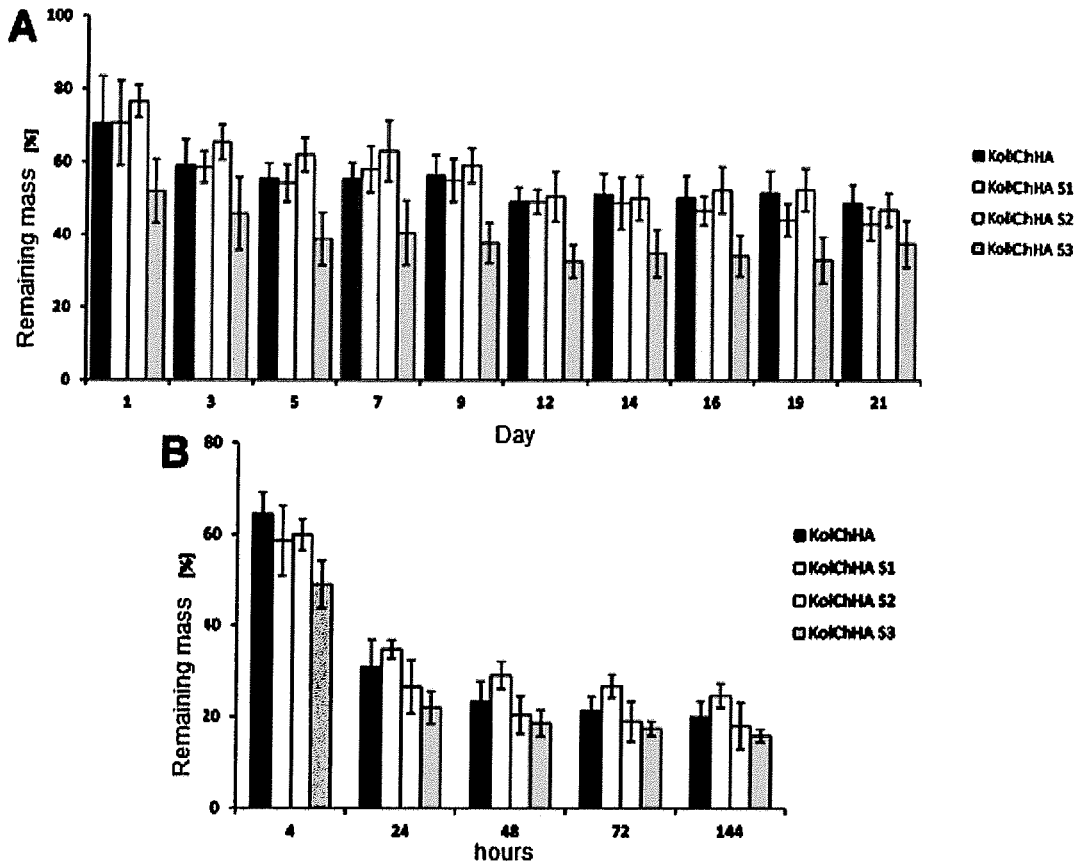 A
100
80
60
40
20
0
Remaining mass [%]
1 3 5 7 9 12 14 16 19 21
Day
KolChHA
KolChHA S1
KolChHA S2
KolChHA S3
B
80
60
40
20
0
Remaining mass [%]
4 24 48 72 144
hours
KolChHA
KolChHA S1
KolChHA S2
KolChHA S3